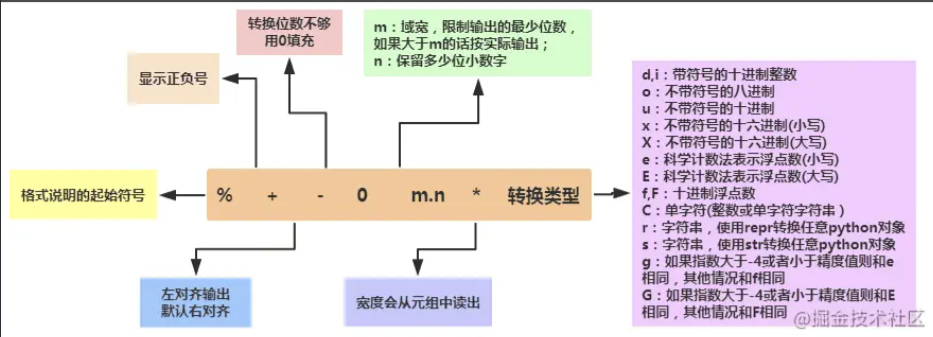 转换位数不够
用0填充
m：域宽，限制输出的最少位数，
如果大于m的话按实际输出；
n：保留多少位小数字
显示正负号
d,i：带符号的十进制整数
o：不带符号的八进制
u：不带符号的十进制
x：不带符号的十六进制(小写)
X：不带符号的十六进制(大写)
e：科学计数法表示浮点数(小写)
E：科学计数法表示浮点数(大写)
f,F：十进制浮点数
C：单字符(整数或单字符字符串）
r：字符串，使用repr转换任意python对象
s：字符串，使用str转换任意python对象
g：如果指数大于-4或者小于精度值则和e
相同，其他情况和f相同
G：如果指数大于-4或者小于精度值则和E
相同，其他情况和F相同
格式说明的起始符号
% + - 0 m.n * 转换类型
左对齐输出
默认右对齐
宽度会从元组中读出
@掘金技术社区